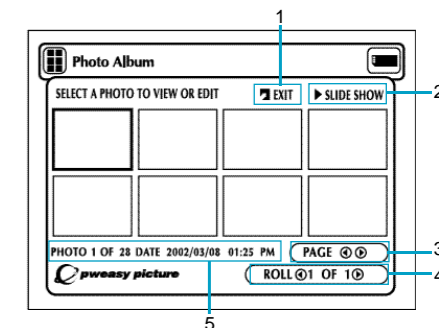 1
Photo Album
SELECT A PHOTO TO VIEW OR EDIT EXIT SLIDE SHOW 2
PHOTO 1 OF 28 DATE 2002/03/08 01:25 PM PAGE 3
pweasy picture ROLL 1 OF 1 4
5